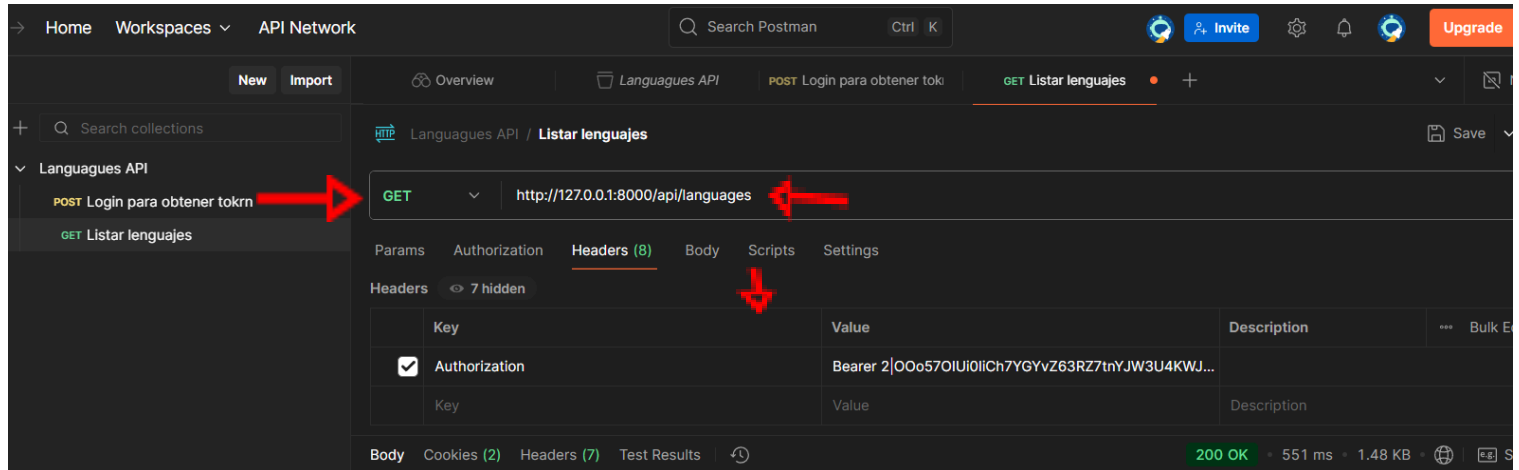 Home Workspaces API Network Search Postman Ctrl K Invite Upgrade
New Import Overview Languagues API POST Login para obtener tokr GET Listar lenguajes
Search collections Languagues API / Listar lenguajes Save
Languagues API
POST Login para obtener tokrn GET http://127.0.0.1:8000/api/languages
GET Listar lenguajes
Params Authorization Headers (8) Body Scripts Settings
Headers 7 hidden
Key Value Description Bulk Ed
Authorization Bearer 2|OOo57OIUi0IiCh7YGYvZ63RZ7tnYJW3U4KWJ...
Key Value Description
Body Cookies (2) Headers (7) Test Results 200 OK 551 ms 1.48 KB e.g. S